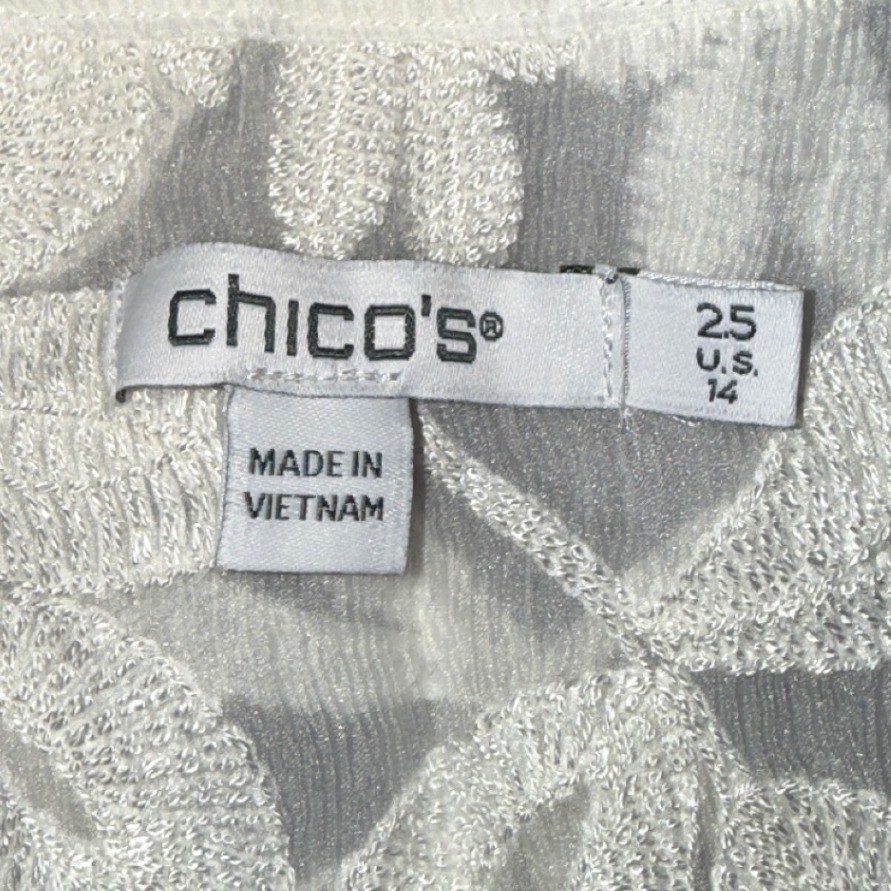 chico's®
2.5
U.S.
14
MADE IN
VIETNAM